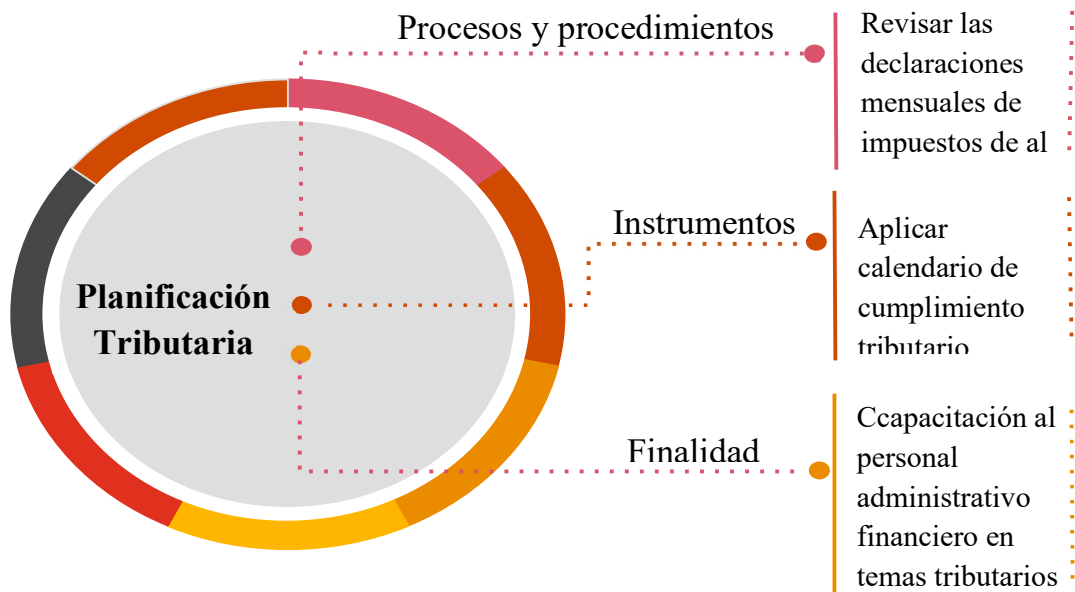 Procesos y procedimientos
Revisar las
declaraciones
mensuales de
impuestos de al
Instrumentos
Aplicar
calendario de
cumplimiento
tributario
Planificación
Tributaria
Finalidad
Ccapacitación al
personal
administrativo
financiero en
temas tributarios